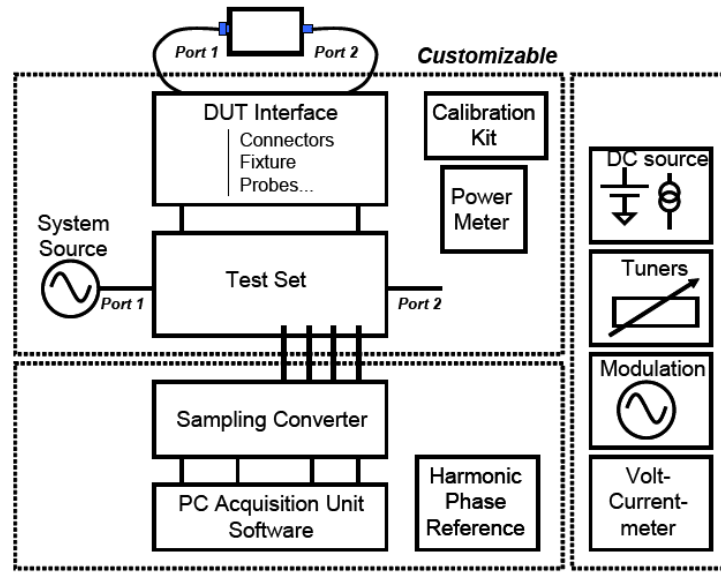 Port 1
Port 2
Customizable
DUT Interface
Connectors
Fixture
Probes...
Calibration
Kit
Power
Meter
System
Source
Port 1
Test Set
Port 2
Sampling Converter
PC Acquisition Unit
Software
Harmonic
Phase
Reference
DC source
Tuners
Modulation
Volt-
Current-
meter